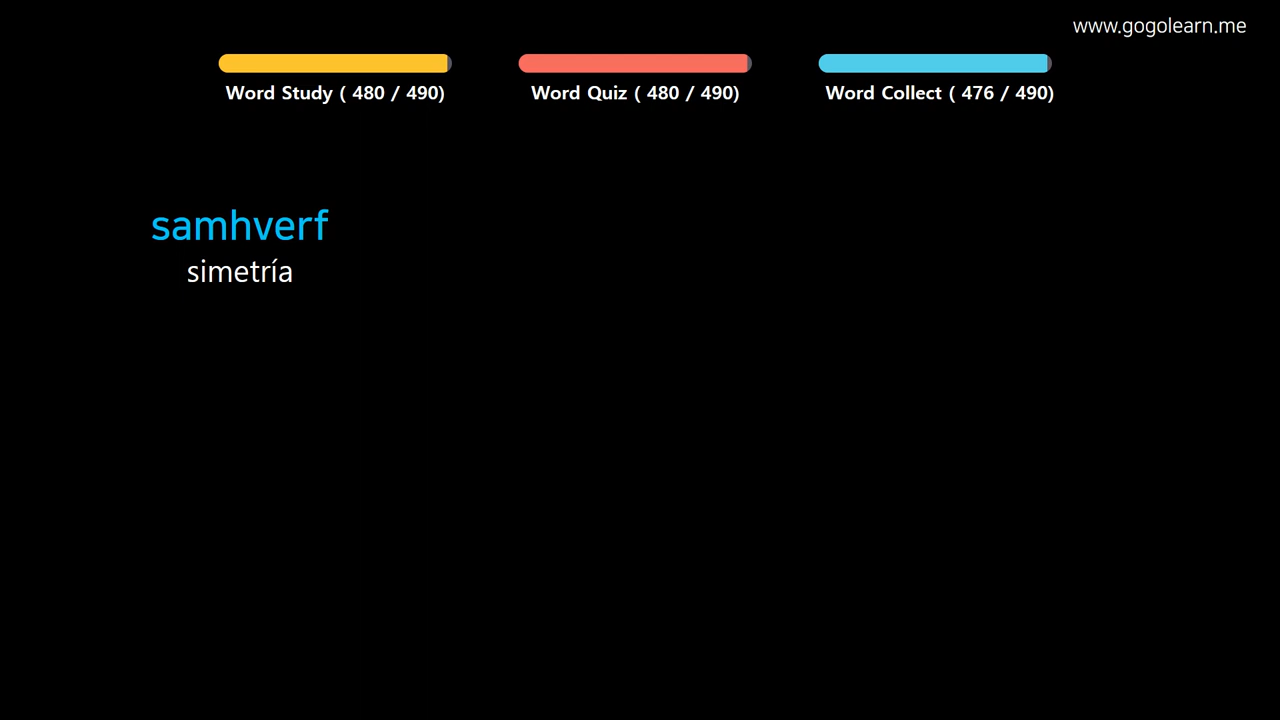 www.gogolearn.me
Word Study ( 480 / 490)
Word Quiz ( 480 / 490)
Word Collect ( 476 / 490)
samhverf
simetría